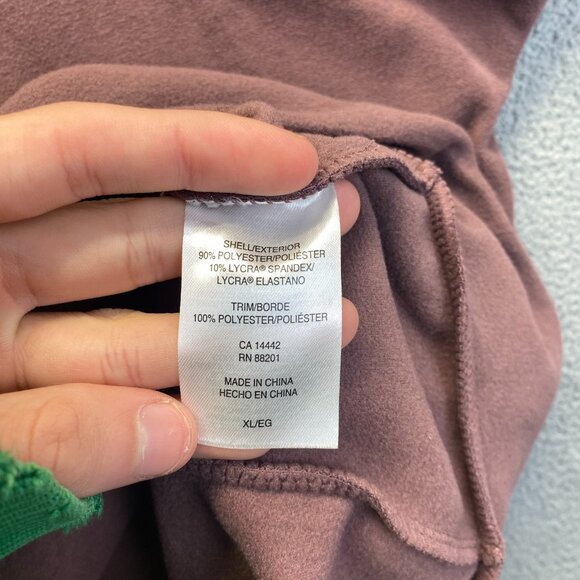 SHELL/EXTERIOR
90% POLYESTER/POLIÉSTER
10% LYCRA® SPANDEX/
LYCRA® ELASTANO
TRIM/BORDE
100% POLYESTER/POLIÉSTER
CA 14442
RN 88201
MADE IN CHINA
HECHO EN CHINA
XL/EG